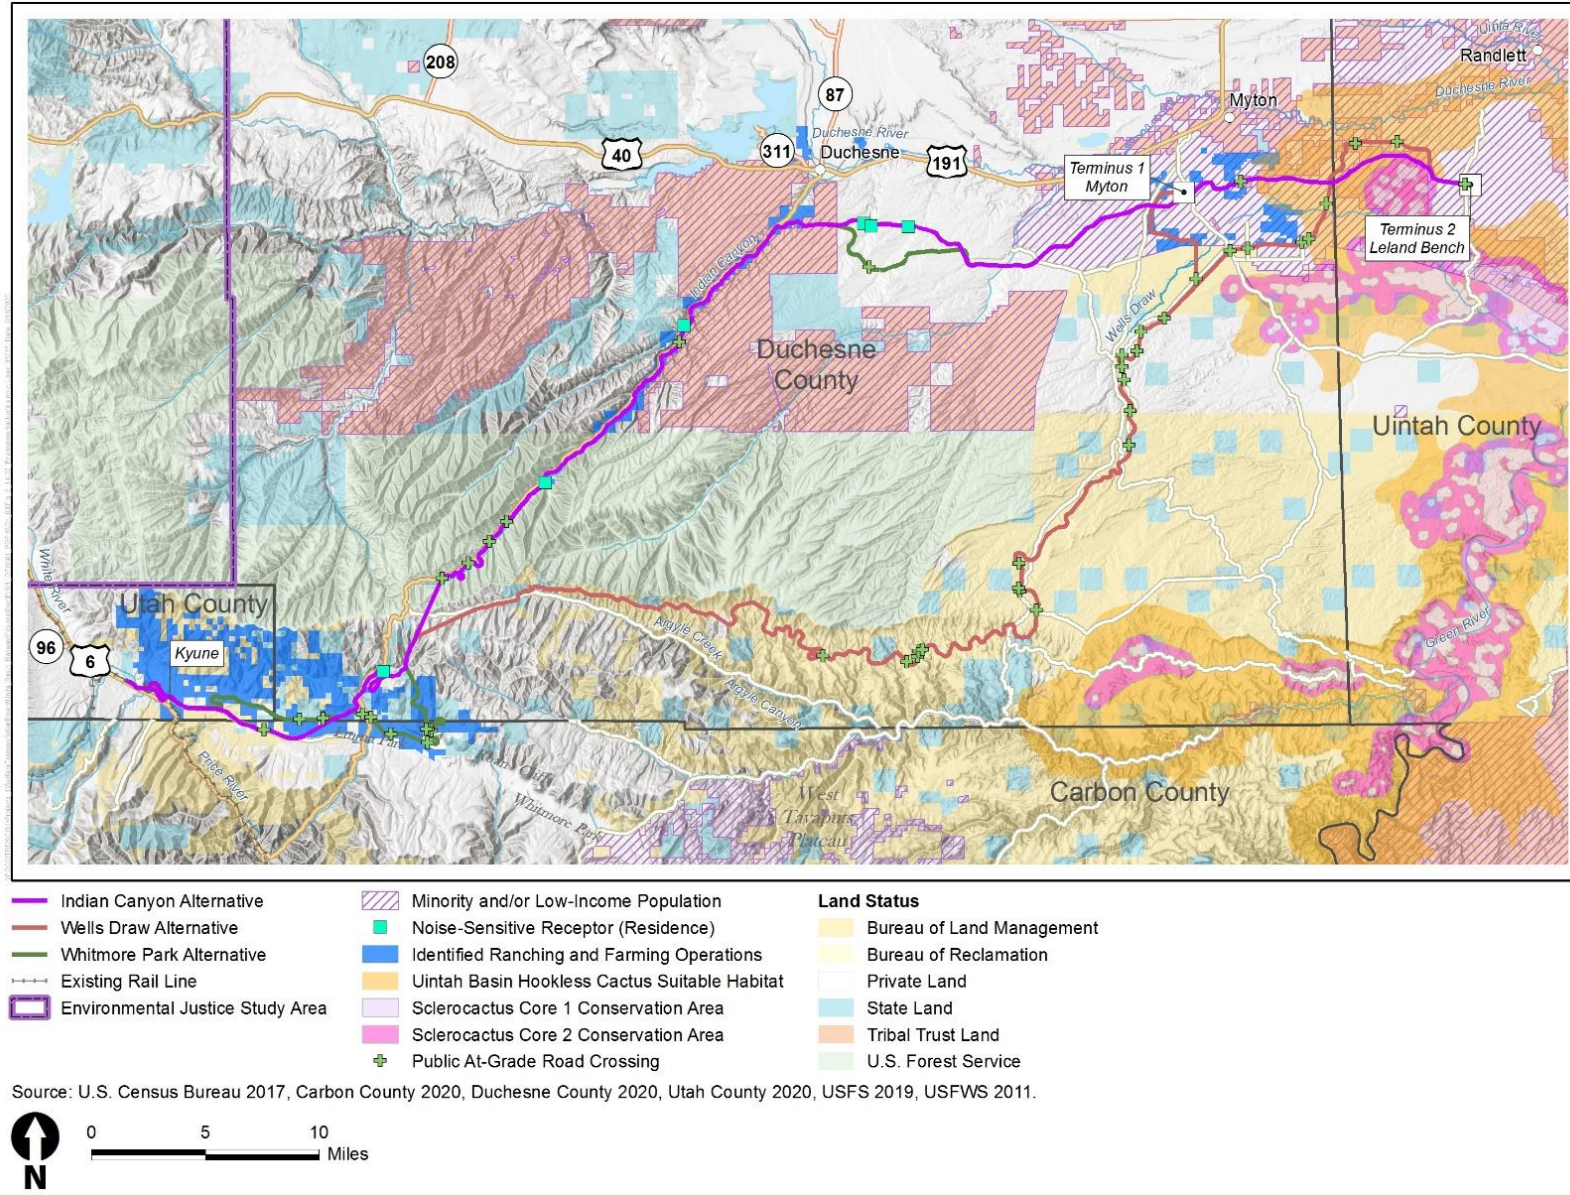 208
87
Uinta River
Randlett
Duchesne River
Myton
40
311
Duchesne River
Duchesne
191
Terminus 1
Myton
Terminus 2
Leland Bench
Indian Canyon
Wells Draw
Duchesne
County
Uintah County
White River
Utah County
96
6
Kyune
Argyle Creek
Argyle Canyon
Green River
Emma Park
Price River
Roan Cliffs
Whitmore Park
West
Tavaputs
Plateau
Carbon County
Indian Canyon Alternative
Wells Draw Alternative
Whitmore Park Alternative
Existing Rail Line
Environmental Justice Study Area
Minority and/or Low-Income Population
Noise-Sensitive Receptor (Residence)
Identified Ranching and Farming Operations
Uintah Basin Hookless Cactus Suitable Habitat
Sclerocactus Core 1 Conservation Area
Sclerocactus Core 2 Conservation Area
Public At-Grade Road Crossing
Land Status
Bureau of Land Management
Bureau of Reclamation
Private Land
State Land
Tribal Trust Land
U.S. Forest Service
Source: U.S. Census Bureau 2017, Carbon County 2020, Duchesne County 2020, Utah County 2020, USFS 2019, USFWS 2011.
N
0 5 10
Miles